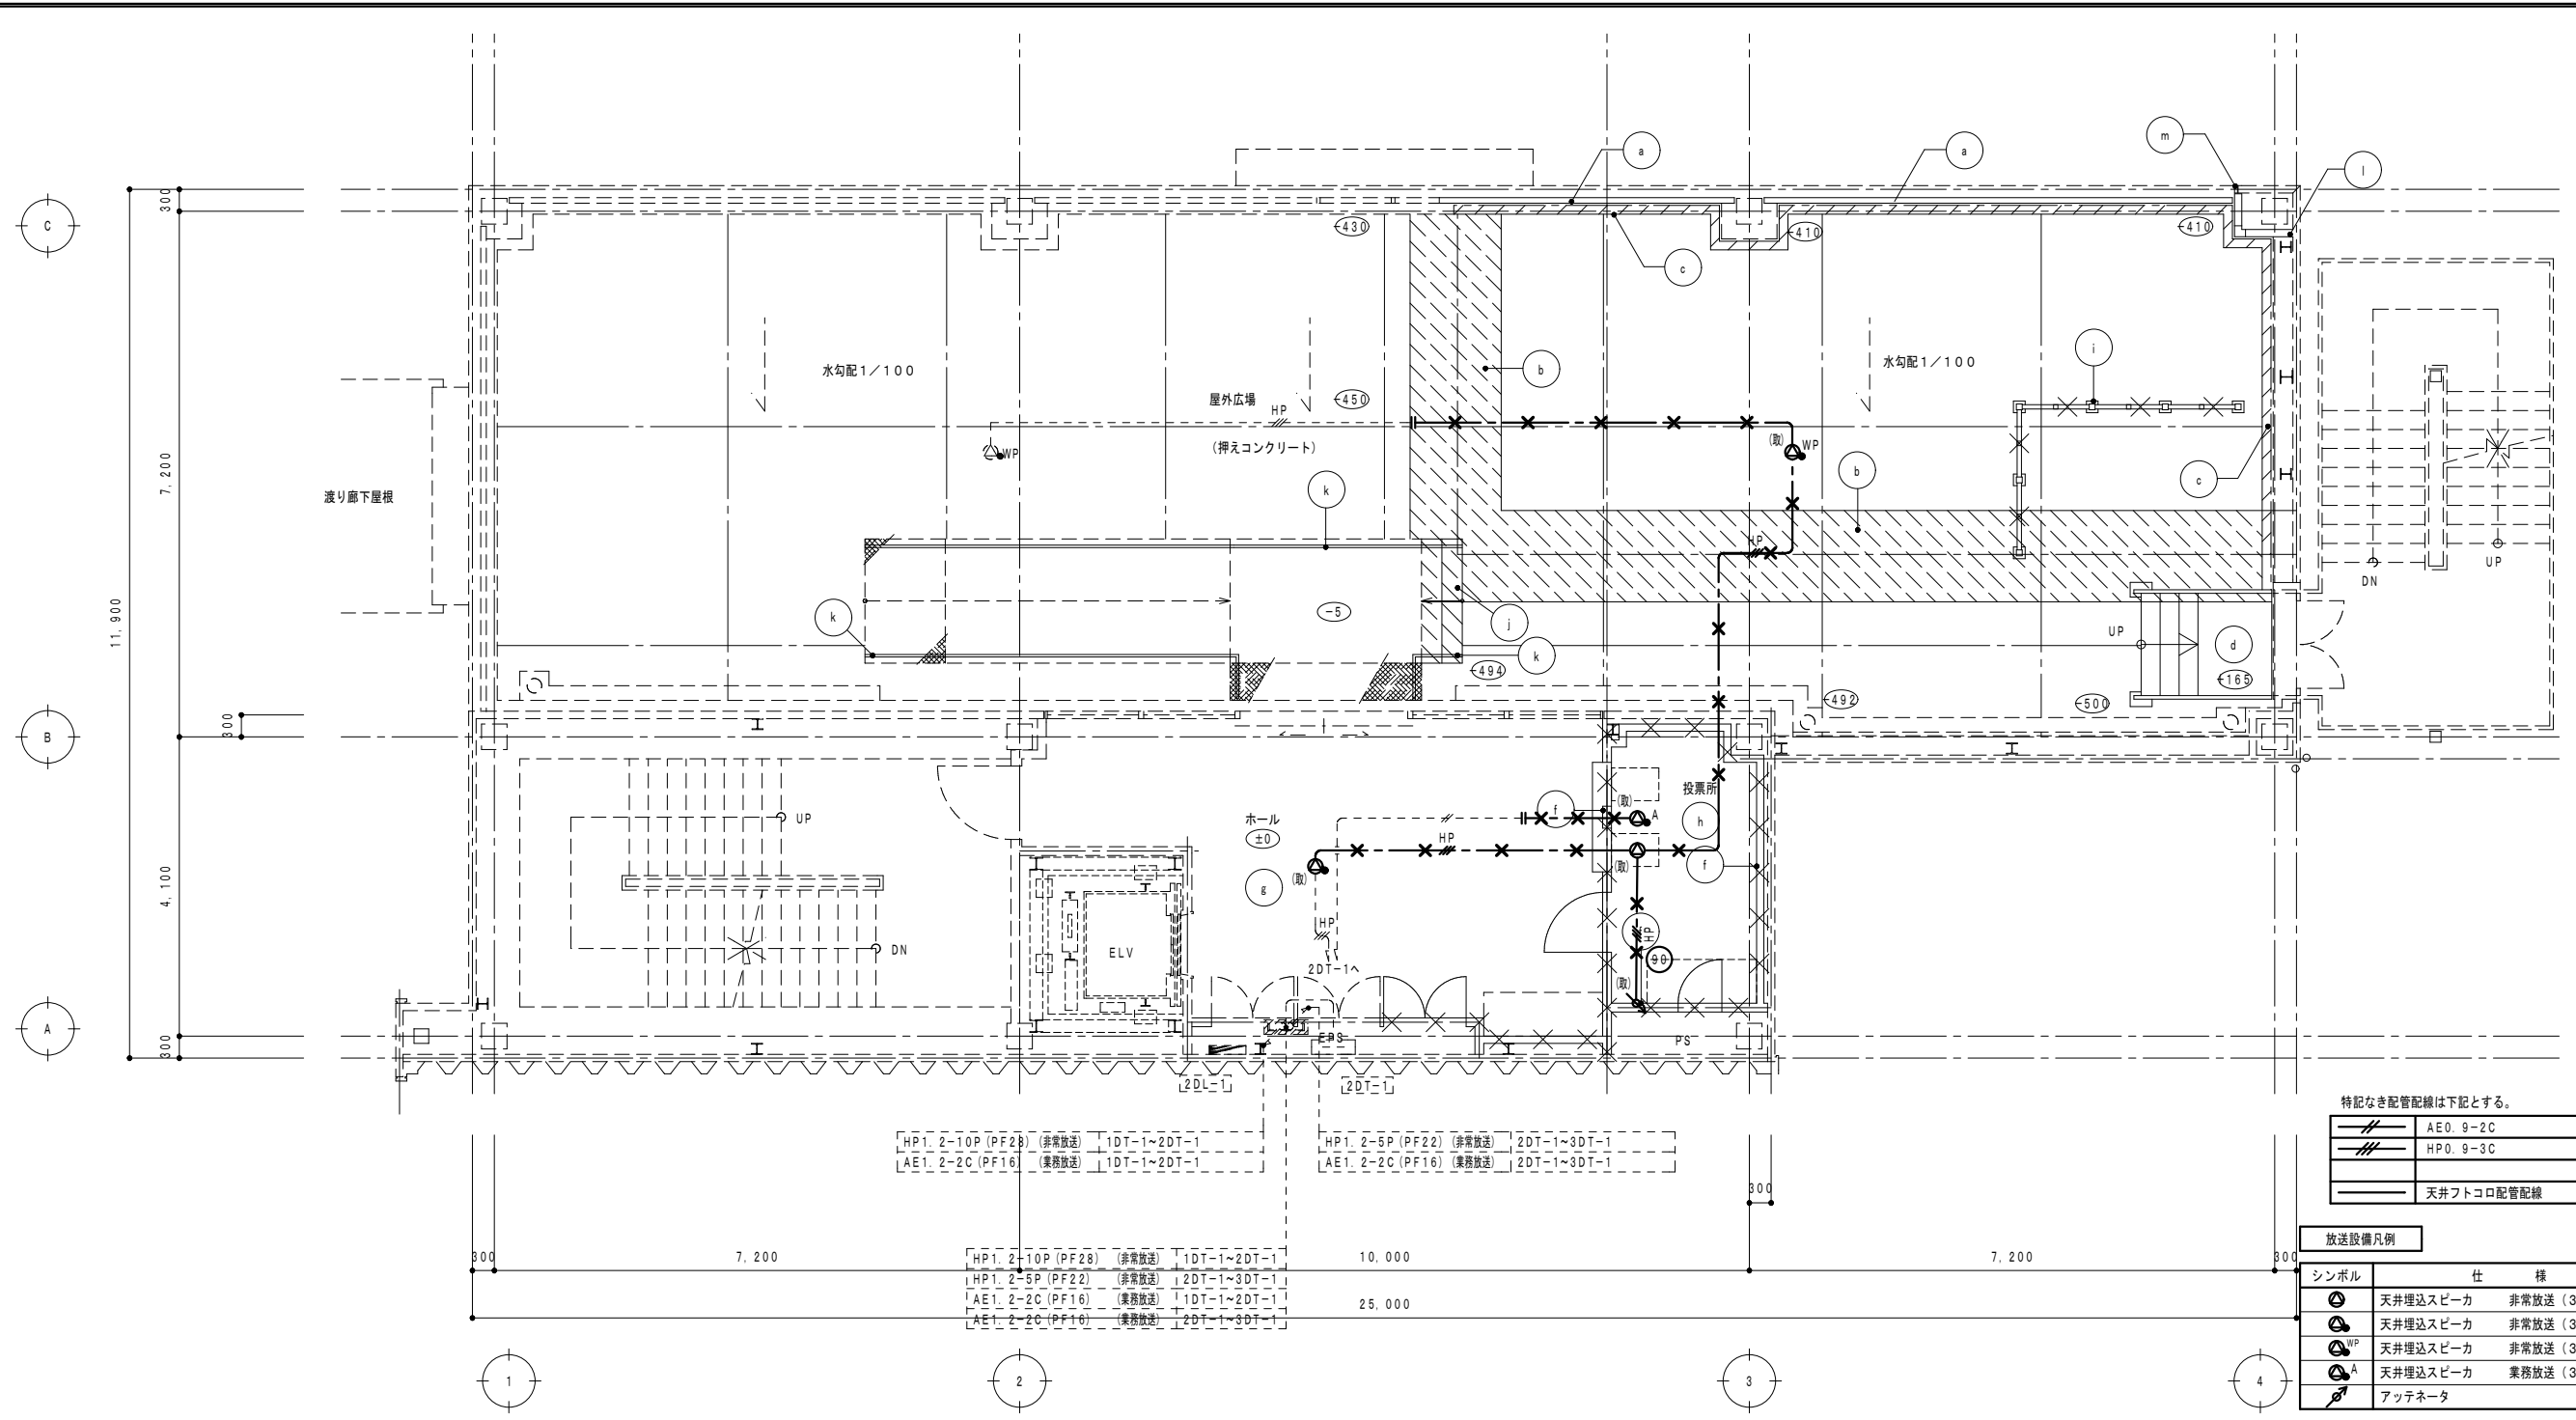 a
a
m
l
300
C
-430
-410
-410
c
i
水勾配1/100
b
水勾配1/100
屋外広場
HP
-450
(取)
WP
WP
(押えコンクリート)
b
c
渡り廊下屋根
7,200
k
HP
DN
UP
11,900
k
-5
j
UP
d
k
-494
-165
-492
-500
300
B
投票所
(取)
f
A
UP
ホール
±0
h
HP
(取)
f
4,100
(取)
g
HP
HP
ELV
DN
90
2DT-1へ
(取)
A
300
EPS
PS
2DL-1
2DT-1
特記なき配管配線は下記とする。
AE0.9-2C
HP0.9-3C
天井フトコロ配管配線
HP1.2-10P(PF28) (非常放送) 1DT-1~2DT-1
AE1.2-2C(PF16) (業務放送) 1DT-1~2DT-1
HP1.2-5P(PF22) (非常放送) 2DT-1~3DT-1
AE1.2-2C(PF16) (業務放送) 2DT-1~3DT-1
300
放送設備凡例
300
7,200
10,000
7,200
300
HP1.2-10P(PF28) (非常放送) 1DT-1~2DT-1
HP1.2-5P(PF22) (非常放送) 2DT-1~3DT-1
AE1.2-2C(PF16) (業務放送) 1DT-1~2DT-1
AE1.2-2C(PF16) (業務放送) 2DT-1~3DT-1
25,000
シンボル 仕 様
天井埋込スピーカ 非常放送(3
天井埋込スピーカ 非常放送(3
WP 天井埋込スピーカ 非常放送(3
A 天井埋込スピーカ 業務放送(3
アッテネータ
1
2
3
4